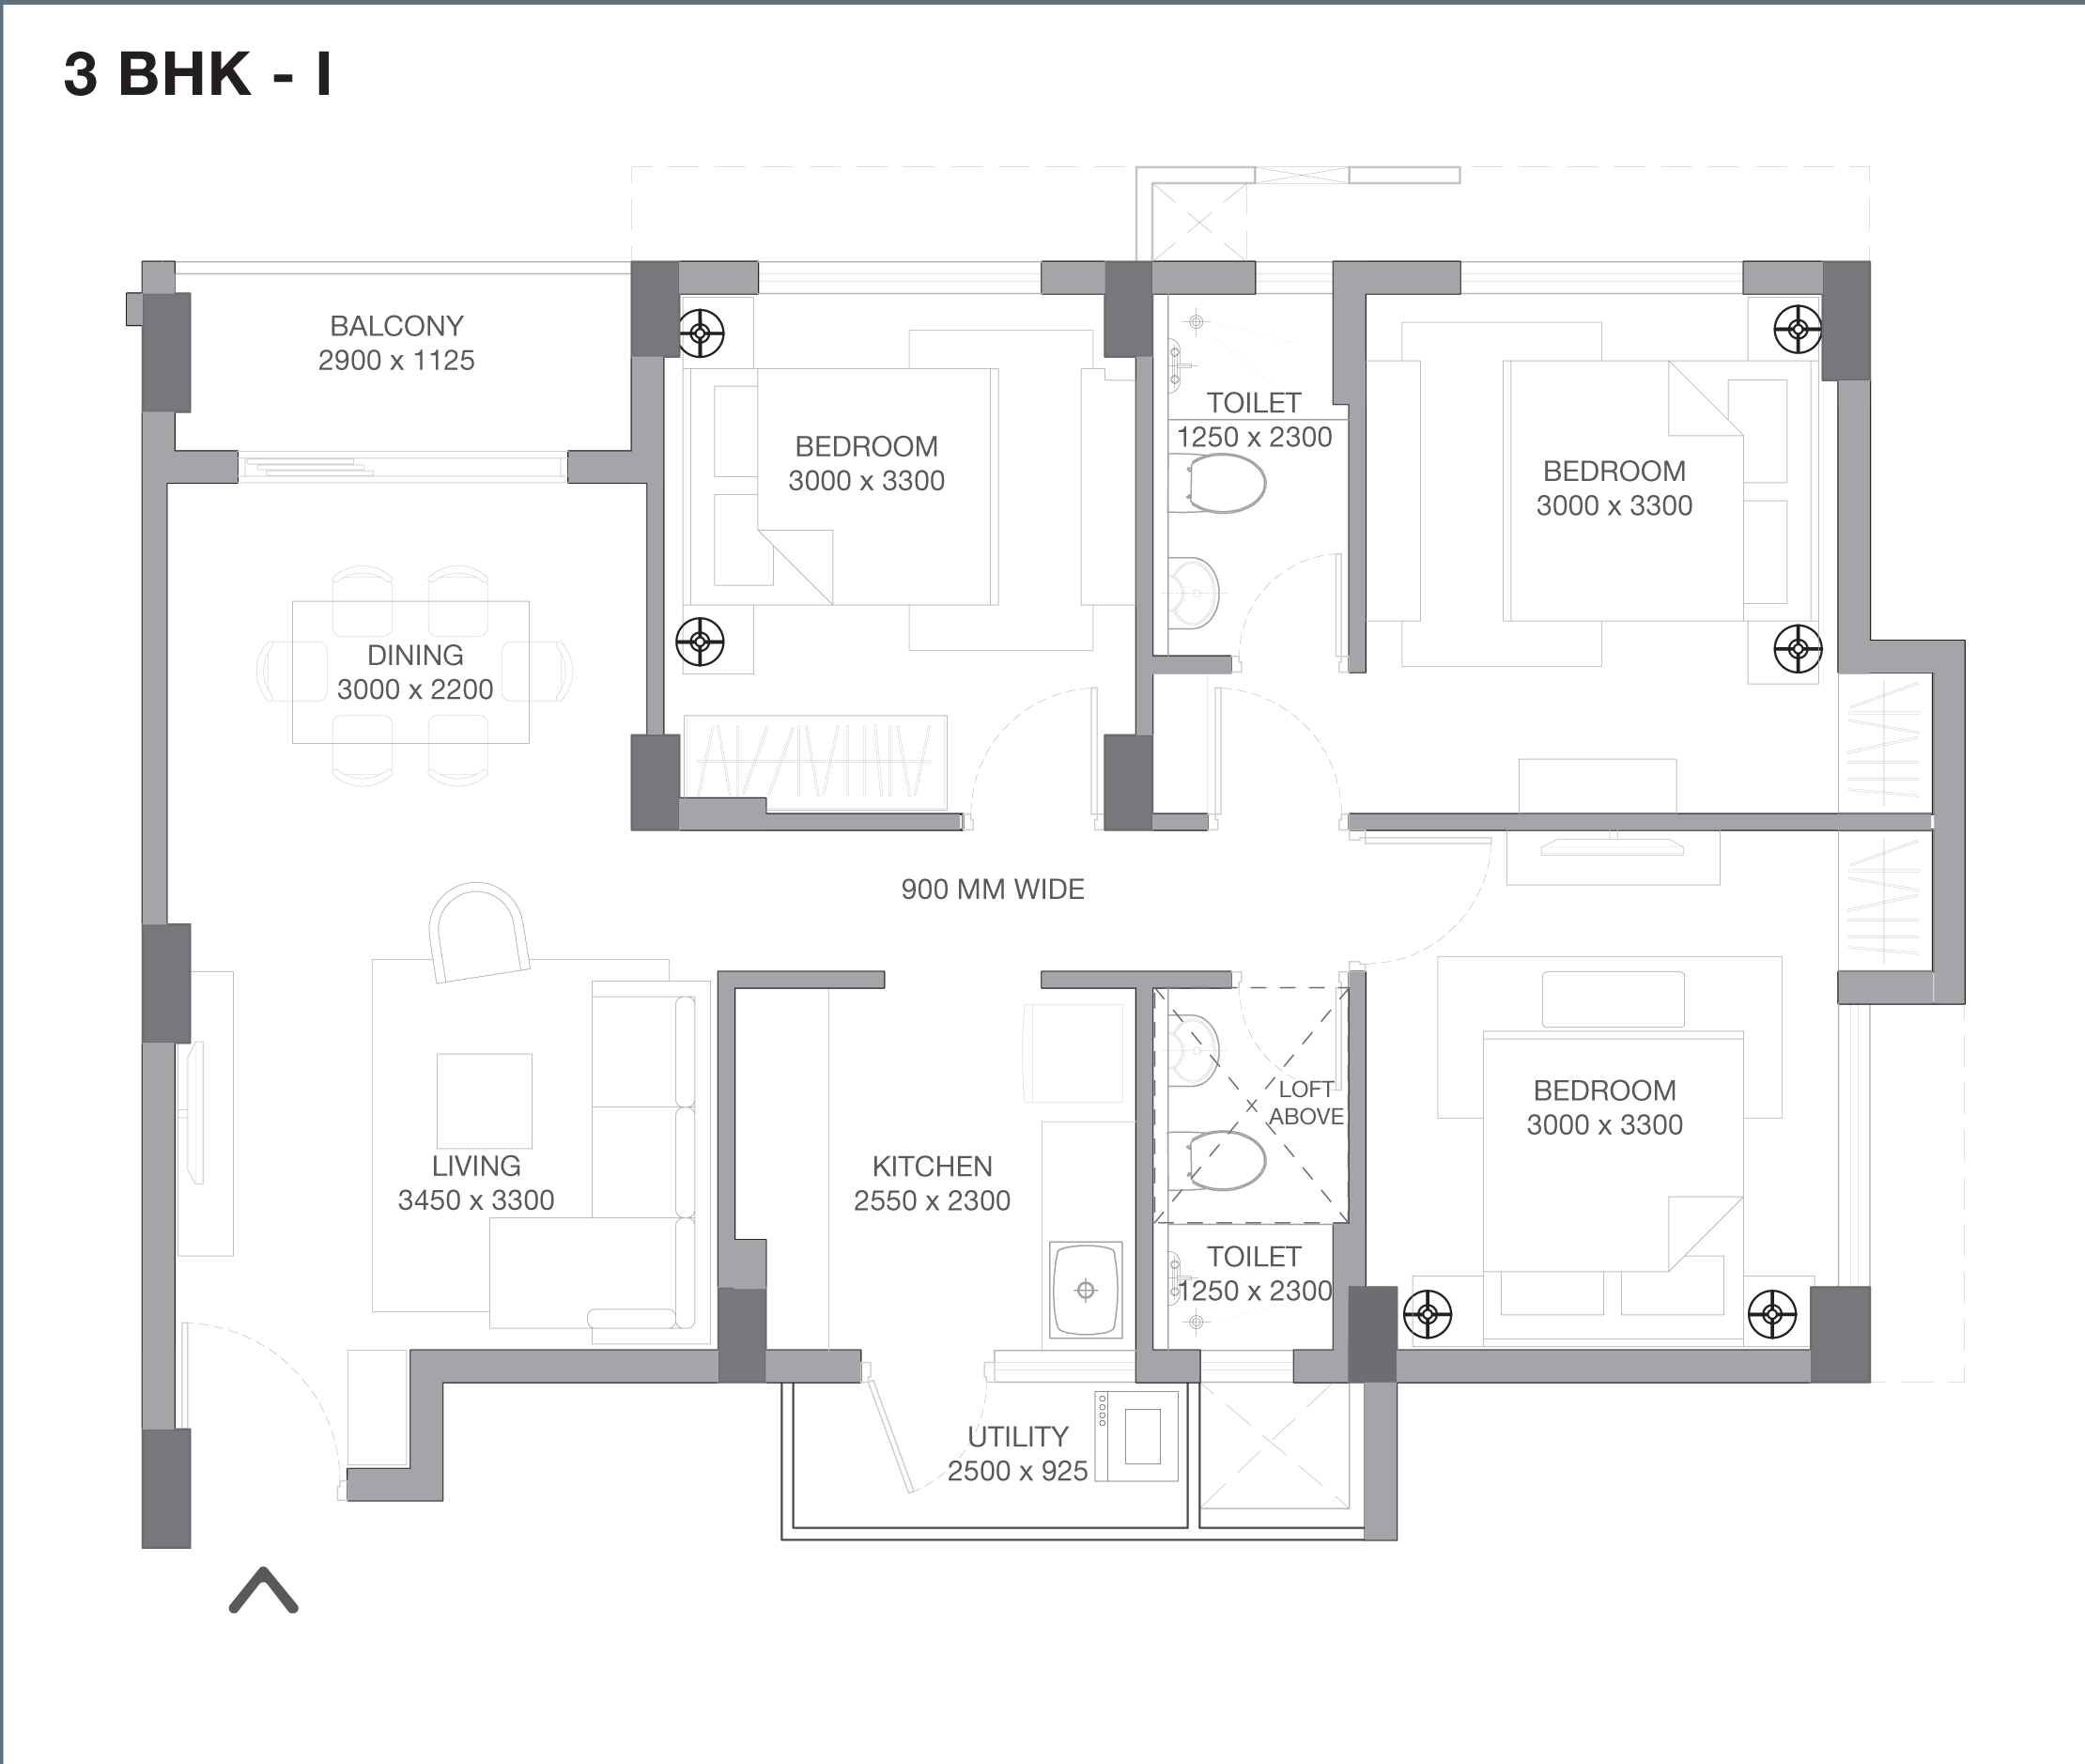 3 BHK - I
BALCONY
2900 x 1125
BEDROOM
3000 x 3300
TOILET
1250 x 2300
BEDROOM
3000 x 3300
DINING
3000 x 2200
900 MM WIDE
LIVING
3450 x 3300
KITCHEN
2550 x 2300
LOFT
ABOVE
TOILET
1250 x 2300
BEDROOM
3000 x 3300
UTILITY
2500 x 925